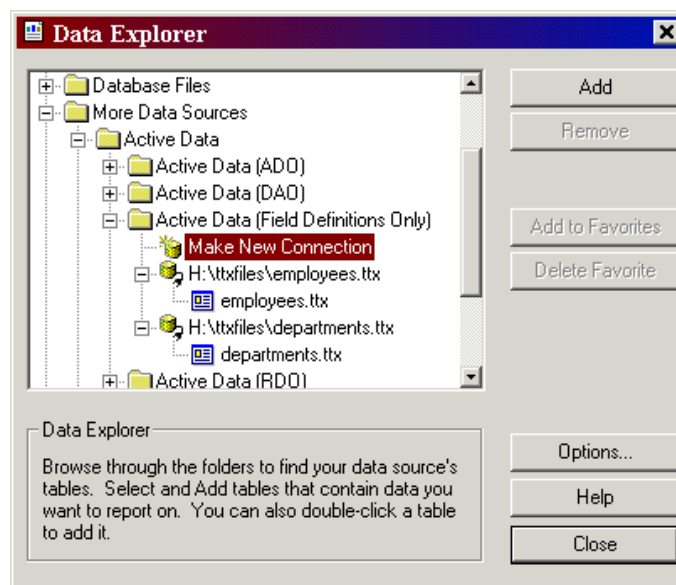 Data Explorer
Database Files
More Data Sources
Active Data
Active Data (ADO)
Active Data (DAO)
Active Data (Field Definitions Only)
Make New Connection
H:\ttxfiles\employees.ttx
employees.ttx
H:\ttxfiles\departments.ttx
departments.ttx
Active Data (RDO)
Add
Remove
Add to Favorites
Delete Favorite
Data Explorer
Browse through the folders to find your data source's
tables. Select and Add tables that contain data you
want to report on. You can also double-click a table
to add it.
Options...
Help
Close